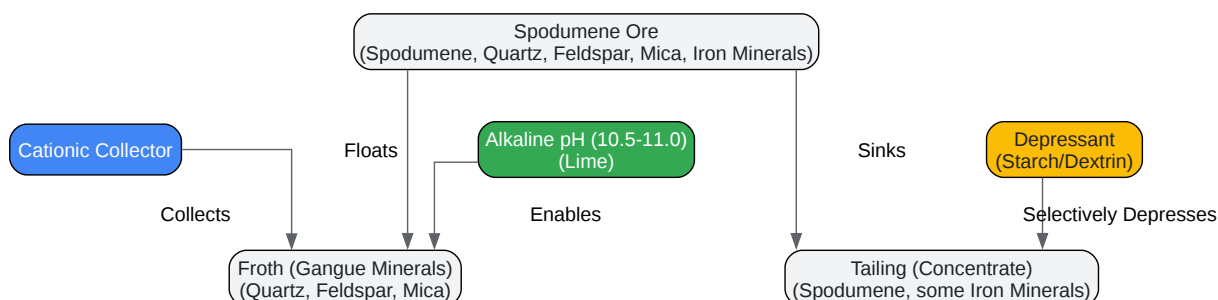 Spodumene Ore
(Spodumene, Quartz, Feldspar, Mica, Iron Minerals)
Cationic Collector
Floats
Alkaline pH (10.5-11.0)
(Lime)
Sinks
Depressant
(Starch/Dextrin)
Collects
Enables
Selectively Depresses
Froth (Gangue Minerals)
(Quartz, Feldspar, Mica)
Tailing (Concentrate)
(Spodumene, some Iron Minerals)